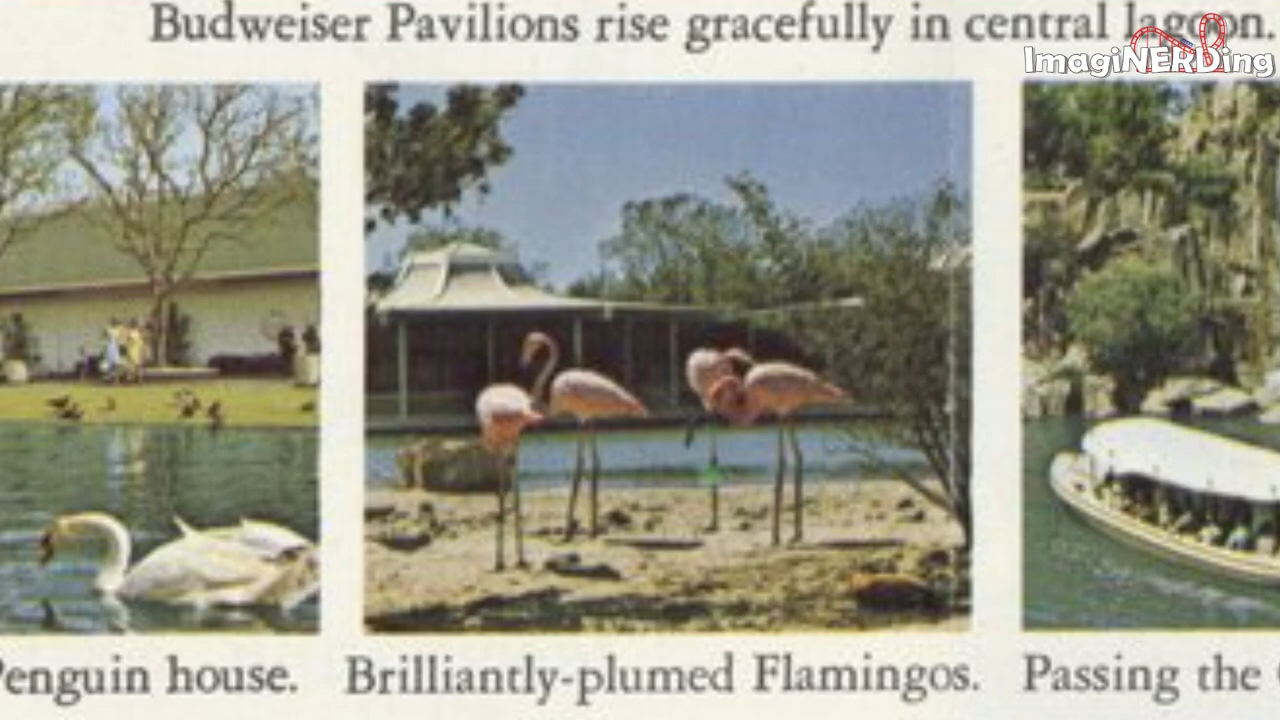 Budweiser Pavilions rise gracefully in central lagoon.
ImagiNERDing
Penguin house.
Brilliantly-plumed Flamingos.
Passing the